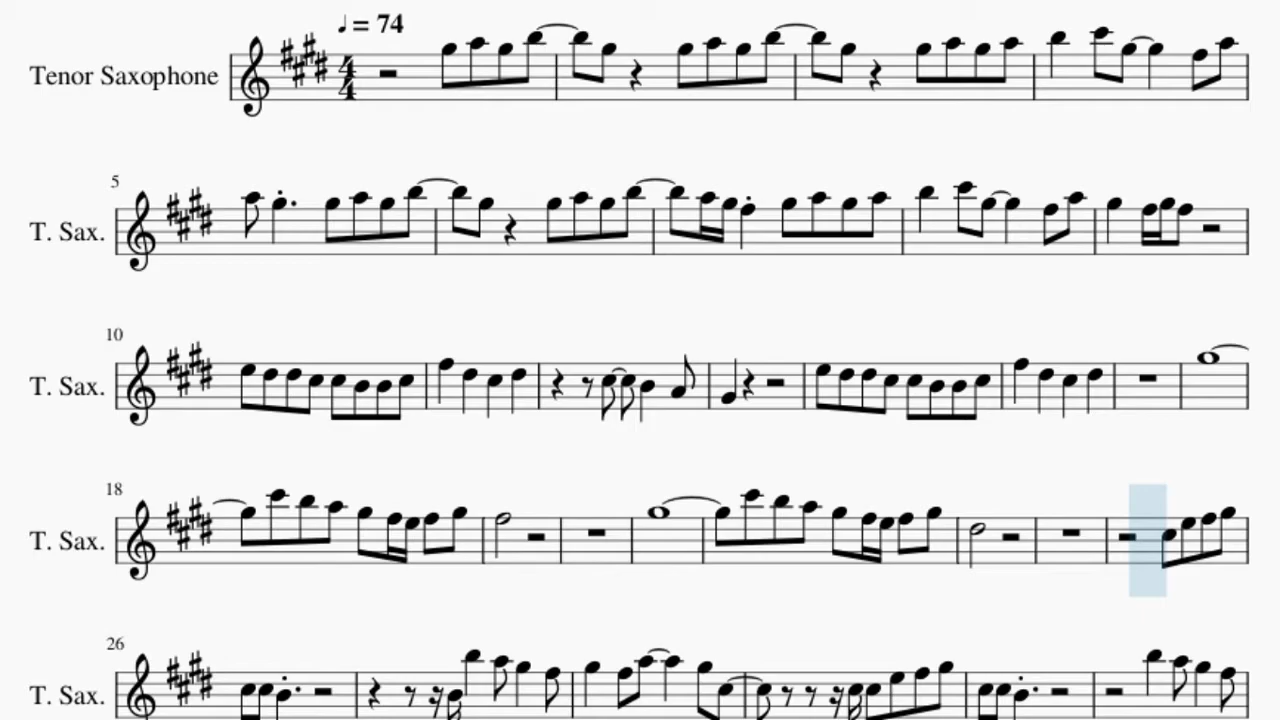 ♩ = 74
Tenor Saxophone
4
4
5
T. Sax.
10
T. Sax.
18
T. Sax.
26
T. Sax.